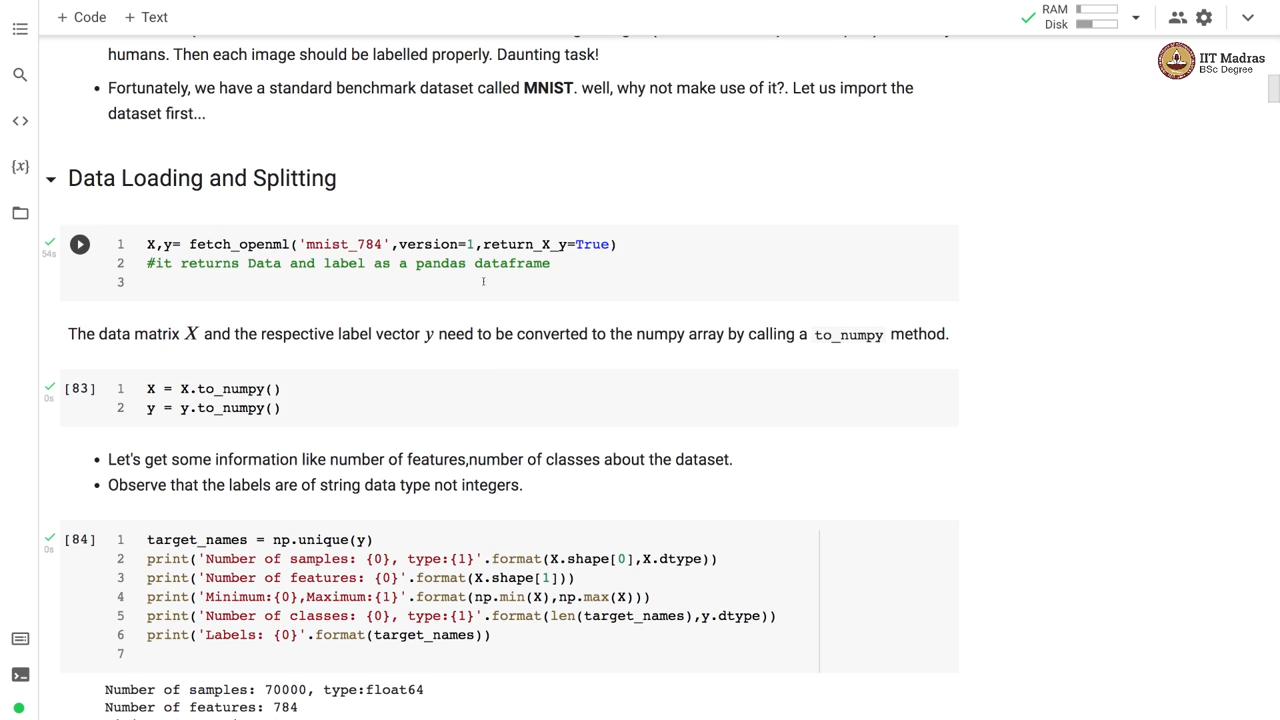 + Code + Text
RAM
Disk
humans. Then each image should be labelled properly. Daunting task!
IIT Madras
BSc Degree
• Fortunately, we have a standard benchmark dataset called MNIST. well, why not make use of it?. Let us import the
dataset first...
Data Loading and Splitting
54s
1 X,y= fetch_openml('mnist_784',version=1,return_X_y=True)
2 #it returns Data and label as a pandas dataframe
3
The data matrix X and the respective label vector y need to be converted to the numpy array by calling a to_numpy method.
0s
[83] 1 X = X.to_numpy()
2 y = y.to_numpy()
• Let's get some information like number of features,number of classes about the dataset.
• Observe that the labels are of string data type not integers.
0s
[84] 1 target_names = np.unique(y)
2 print('Number of samples: {0}, type:{1}'.format(X.shape[0],X.dtype))
3 print('Number of features: {0}'.format(X.shape[1]))
4 print('Minimum:{0},Maximum:{1}'.format(np.min(X),np.max(X)))
5 print('Number of classes: {0}, type:{1}'.format(len(target_names),y.dtype))
6 print('Labels: {0}'.format(target_names))
7
Number of samples: 70000, type:float64
Number of features: 784